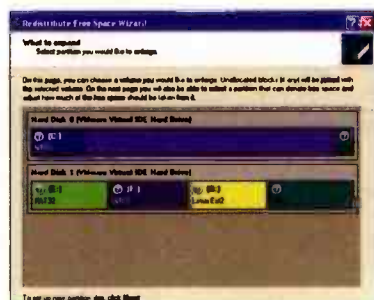 Redistribute Free Space Wizard
What to expand
Select partition you would like to enlarge.
On this page, you can choose a volume you would like to enlarge. Unallocated blocks (if any) will be joined with
the selected volume. On the next page you will also be able to select a partition that can donate free space and
adjust how much of the free space should be taken from it.
Hard Disk 0 (VMware Virtual IDE Hard Drive)
(C:)
NTFS
Hard Disk 1 (VMware Virtual IDE Hard Drive)
(E:)
FAT32
NTFS
Linux Ext2
To set up new partition size, click Next